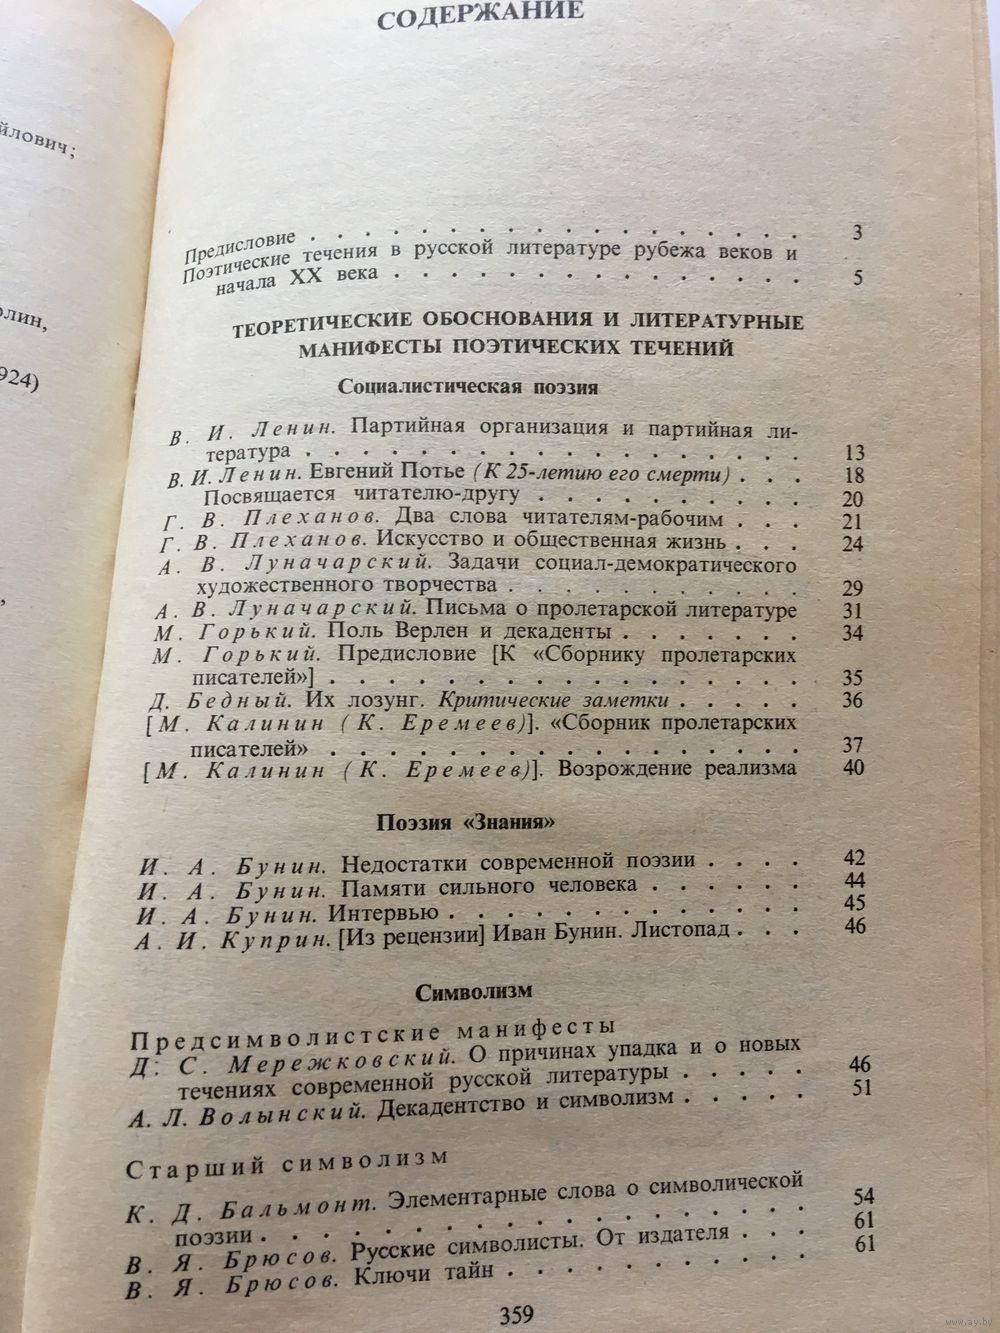 йлович;
рлин,
924)
СОДЕРЖАНИЕ
Предисловие . . . . . . . . . . . . . . . . . . 3
Поэтические течения в русской литературе рубежа веков и
начала XX века . . . . . . . . . . . . . . . 5
ТЕОРЕТИЧЕСКИЕ ОБОСНОВАНИЯ И ЛИТЕРАТУРНЫЕ
МАНИФЕСТЫ ПОЭТИЧЕСКИХ ТЕЧЕНИЙ
Социалистическая поэзия
В. И. Ленин. Партийная организация и партийная ли-
тература . . . . . . . . . . . . . . . . . . 13
В. И. Ленин. Евгений Потье (К 25-летию его смерти) . . . 18
Посвящается читателю-другу . . . . . . . . . . 20
Г. В. Плеханов. Два слова читателям-рабочим . . . 21
Г. В. Плеханов. Искусство и общественная жизнь . . . 24
А. В. Луначарский. Задачи социал-демократического
художественного творчества . . . . . . . . . . . 29
А. В. Луначарский. Письма о пролетарской литературе 31
М. Горький. Поль Верлен и декаденты . . . . . . . 34
М. Горький. Предисловие [К «Сборнику пролетарских
писателей»] . . . . . . . . . . . . . . . . . 35
Д. Бедный. Их лозунг. Критические заметки . . . . . 36
[М. Калинин (К. Еремеев)]. «Сборник пролетарских
писателей» . . . . . . . . . . . . . . . . . 37
[М. Калинин (К. Еремеев)]. Возрождение реализма 40
Поэзия «Знания»
И. А. Бунин. Недостатки современной поэзии . . . . 42
И. А. Бунин. Памяти сильного человека . . . . . . 44
И. А. Бунин. Интервью . . . . . . . . . . . . . 45
А. И. Куприн. [Из рецензии] Иван Бунин. Листопад . . . 46
Символизм
Предсимволистские манифесты
Д. С. Мережковский. О причинах упадка и о новых
течениях современной русской литературы . . . . . 46
А. Л. Волынский. Декадентство и символизм . . . . . 51
Старший символизм
К. Д. Бальмонт. Элементарные слова о символической
поэзии . . . . . . . . . . . . . . . . . . . . 54
В. Я. Брюсов. Русские символисты. От издателя . . . 61
В. Я. Брюсов. Ключи тайн . . . . . . . . . . . 61
359
www.ay.by